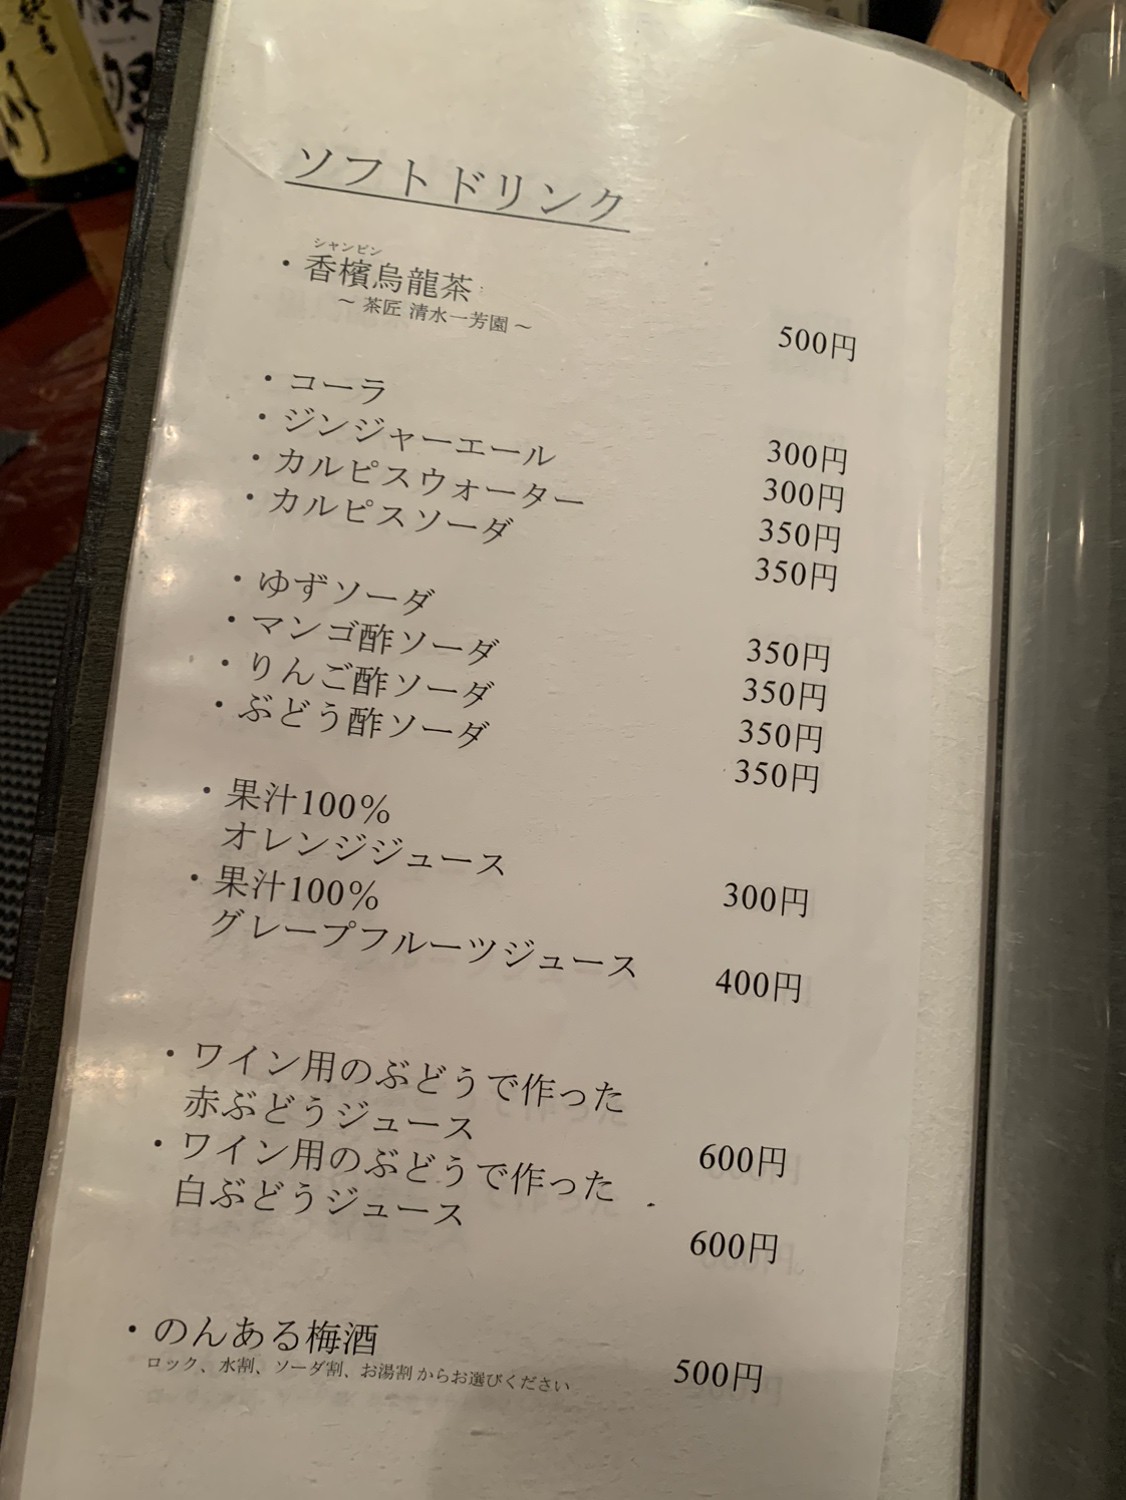 ソフトドリンク
シャンピン
・香檳烏龍茶
～ 茶匠 清水一芳園 ～
500円
・コーラ 300円
・ジンジャーエール 300円
・カルピスウォーター 350円
・カルピスソーダ 350円
・ゆずソーダ 350円
・マンゴ酢ソーダ 350円
・りんご酢ソーダ 350円
・ぶどう酢ソーダ 350円
・果汁100%
オレンジジュース 300円
・果汁100%
グレープフルーツジュース 400円
・ワイン用のぶどうで作った
赤ぶどうジュース 600円
・ワイン用のぶどうで作った
白ぶどうジュース 600円
・のんある梅酒 500円
ロック、水割、ソーダ割、お湯割からお選びください